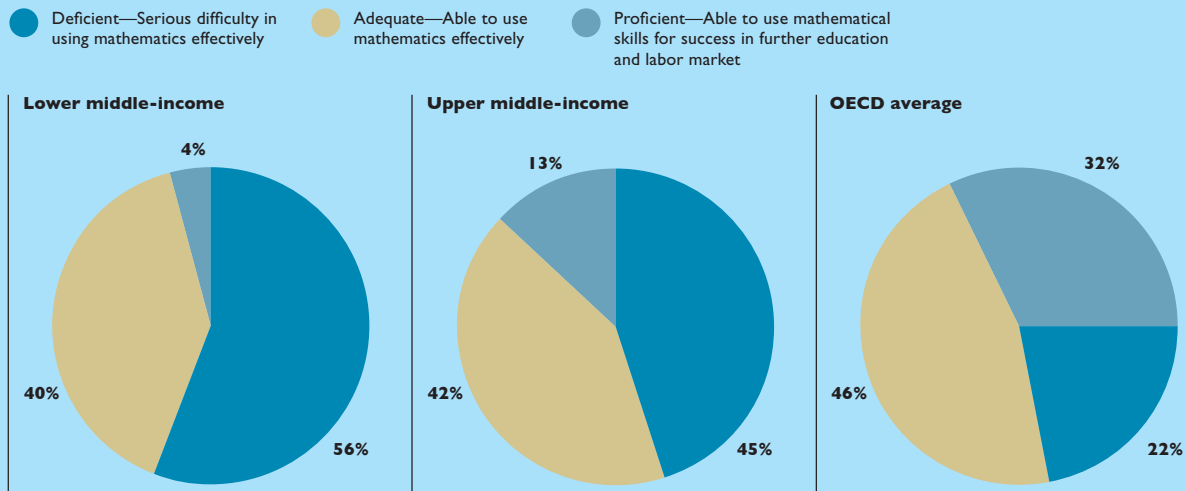 Deficient—Serious difficulty in
using mathematics effectively
Adequate—Able to use
mathematics effectively
Proficient—Able to use mathematical
skills for success in further education
and labor market
Lower middle-income
4%
40%
56%
Upper middle-income
13%
42%
45%
OECD average
32%
46%
22%